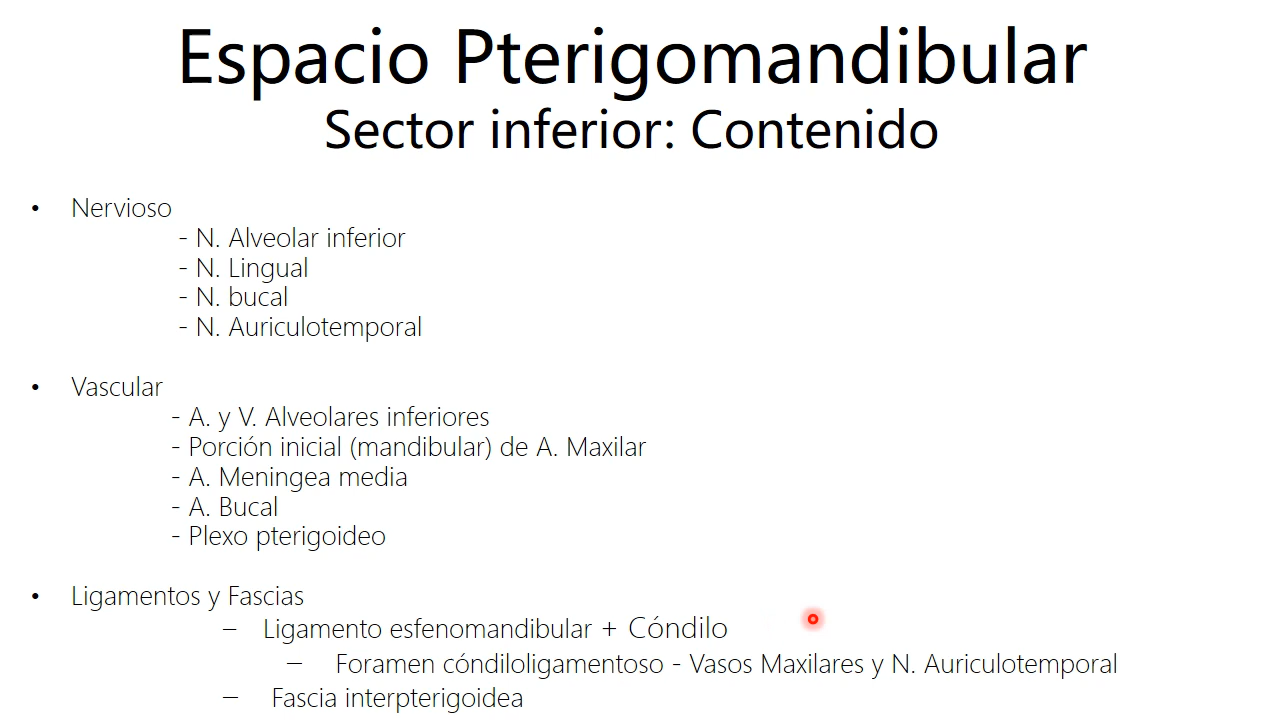 Espacio Pterigomandibular
Sector inferior: Contenido
• Nervioso
- N. Alveolar inferior
- N. Lingual
- N. bucal
- N. Auriculotemporal
• Vascular
- A. y V. Alveolares inferiores
- Porción inicial (mandibular) de A. Maxilar
- A. Meningea media
- A. Bucal
- Plexo pterigoideo
• Ligamentos y Fascias
– Ligamento esfenomandibular + Cóndilo
– Foramen cóndiloligamentoso - Vasos Maxilares y N. Auriculotemporal
– Fascia interpterigoidea